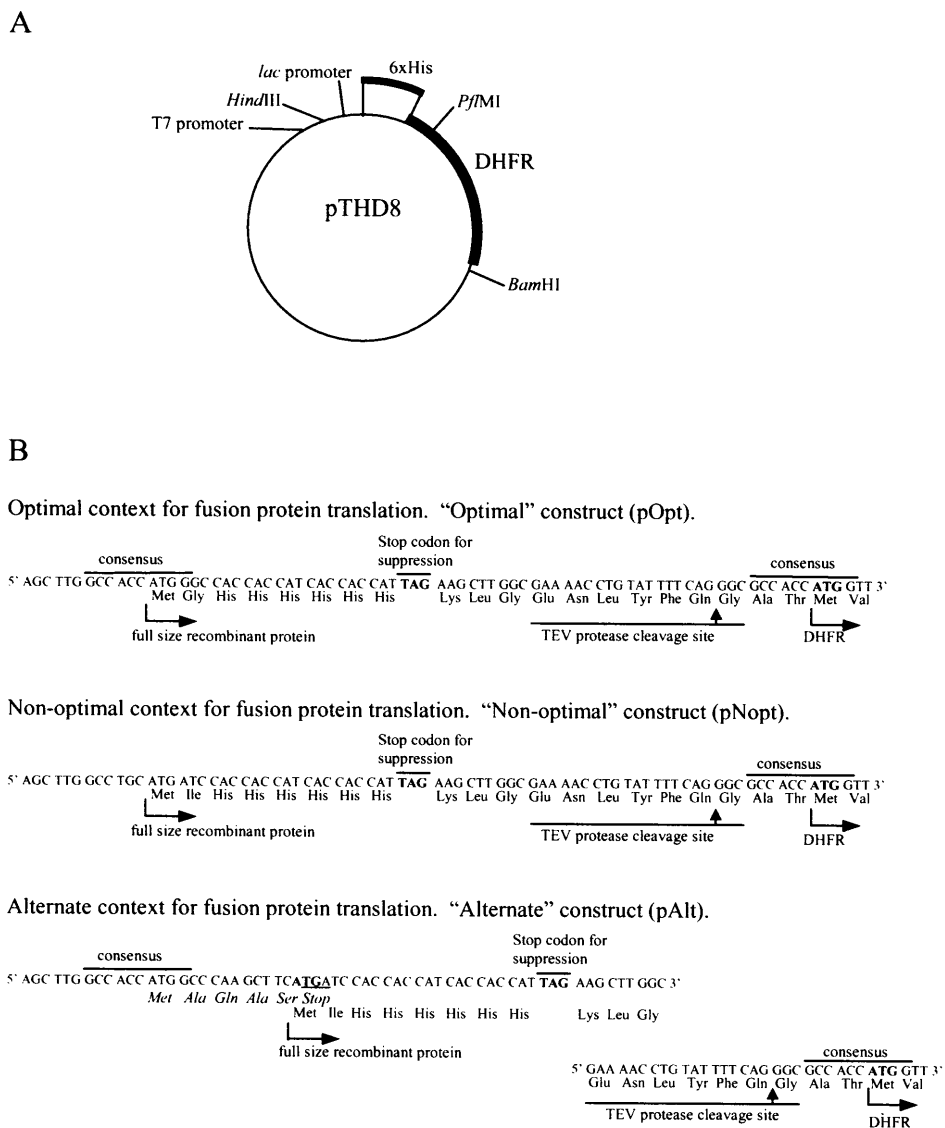 A
lac promoter
6xHis
HindIII
PflMI
T7 promoter
DHFR
pTHD8
BamHI
B
Optimal context for fusion protein translation. “Optimal” construct (pOpt).
Stop codon for
suppression
consensus
consensus
5' AGC TTG GCC ACC ATG GGC CAC CAC CAT CAC CAC CAT TAG AAG CTT GGC GAA AAC CTG TAT TTT CAG GGC GCC ACC ATG GTT 3'
Met Gly His His His His His His Lys Leu Gly Glu Asn Leu Tyr Phe Gln Gly Ala Thr Met Val
full size recombinant protein
TEV protease cleavage site
DHFR
Non-optimal context for fusion protein translation. “Non-optimal” construct (pNopt).
Stop codon for
suppression
consensus
5' AGC TTG GCC TGC ATG ATC CAC CAC CAT CAC CAC CAT TAG AAG CTT GGC GAA AAC CTG TAT TTT CAG GGC GCC ACC ATG GTT 3'
Met Ile His His His His His His Lys Leu Gly Glu Asn Leu Tyr Phe Gln Gly Ala Thr Met Val
full size recombinant protein
TEV protease cleavage site
DHFR
Alternate context for fusion protein translation. “Alternate” construct (pAlt).
Stop codon for
suppression
consensus
5' AGC TTG GCC ACC ATG GCC CAA GCT TCATGATCC CAC CAC CAT CAC CAC CAT TAG AAG CTT GGC 3'
Met Ala Gln Ala Ser Stop
Met Ile His His His His His His Lys Leu Gly
full size recombinant protein
consensus
5' GAA AAC CTG TAT TTT CAG GGC GCC ACC ATG GTT 3'
Glu Asn Leu Tyr Phe Gln Gly Ala Thr Met Val
TEV protease cleavage site
DHFR